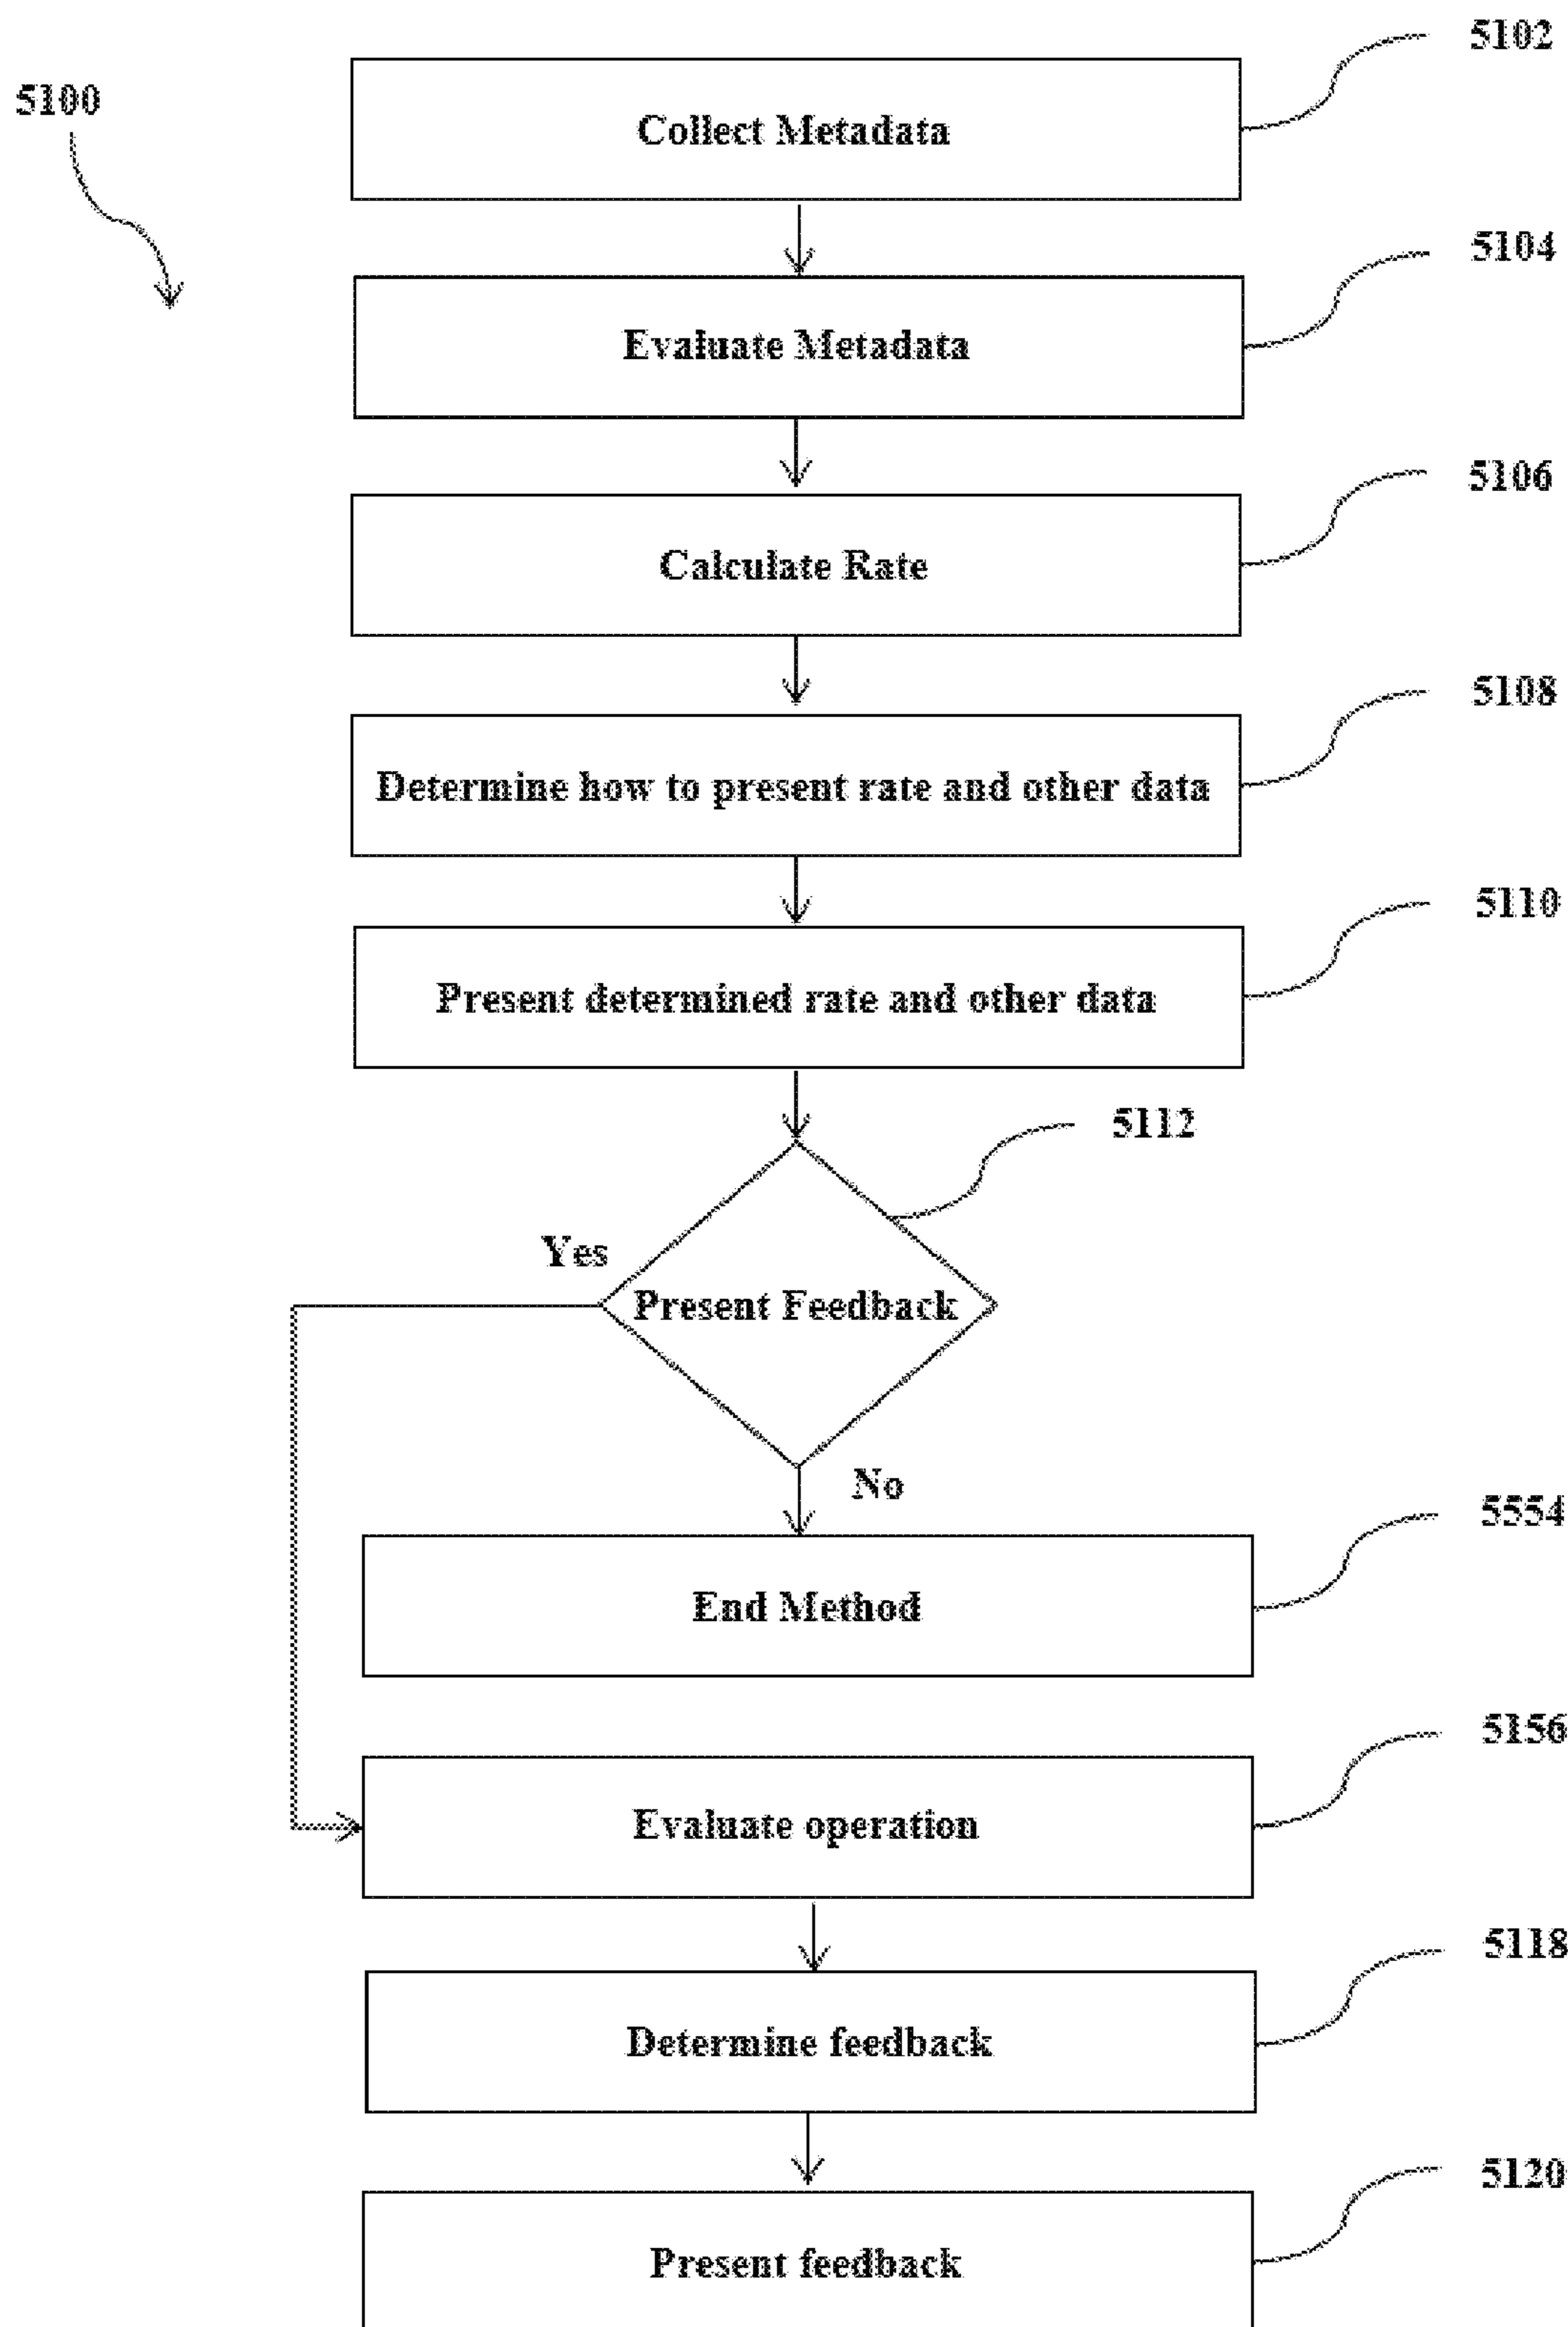 5102
5100
Collect Metadata
5104
Evaluate Metadata
5106
Calculate Rate
5108
Determine how to present rate and other data
5110
Present determined rate and other data
5112
Yes
Present Feedback
No
5554
End Method
5156
Evaluate operation
5118
Determine feedback
5120
Present feedback